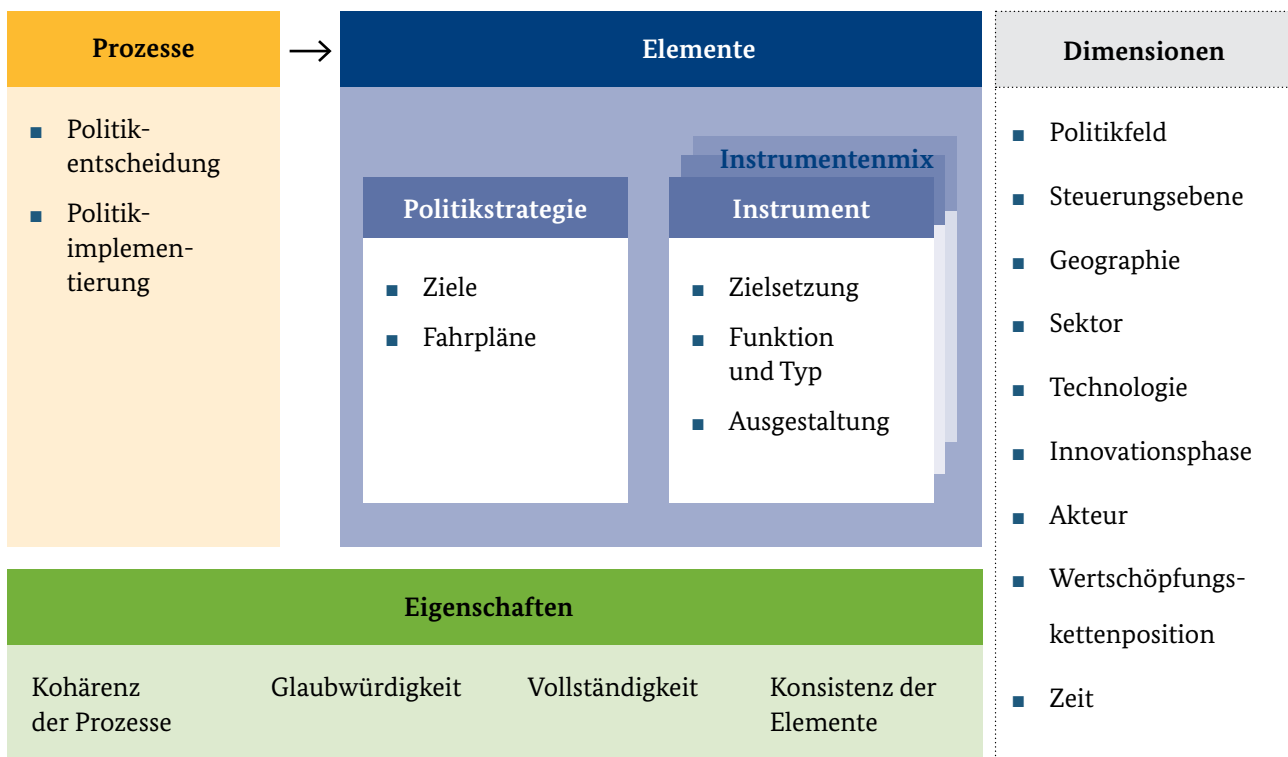 Prozesse
Politik-
entscheidung
Politik-
implemen-
tierung
Elemente
Politikstrategie
Ziele
Fahrpläne
Instrumentenmix
Instrument
Zielsetzung
Funktion
und Typ
Ausgestaltung
Eigenschaften
Kohärenz
der Prozesse
Glaubwürdigkeit
Vollständigkeit
Konsistenz der
Elemente
Dimensionen
Politikfeld
Steuerungsebene
Geographie
Sektor
Technologie
Innovationsphase
Akteur
Wertschöpfungs-
kettenposition
Zeit